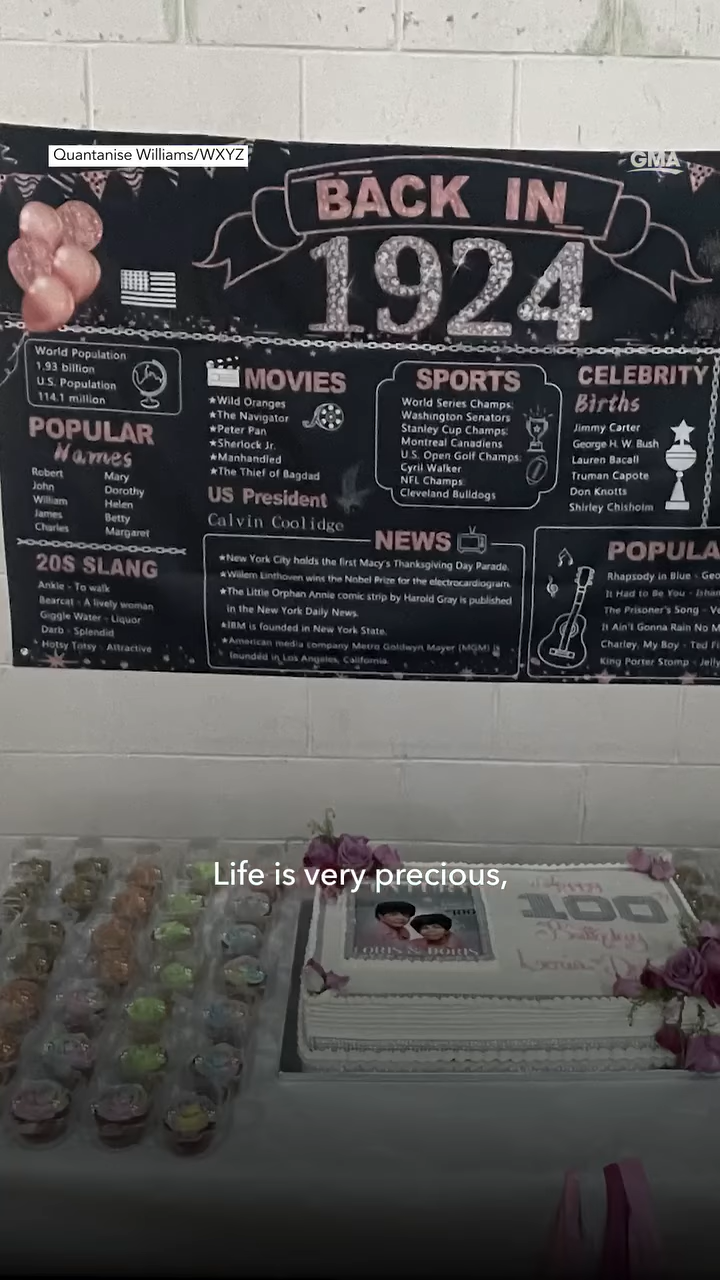 Quantanise Williams/WXYZ
GMA
BACK IN
1924
World Population
1.93 billion
U.S. Population
114.1 million
POPULAR
Names
Robert Mary
John Dorothy
William Helen
James Betty
Charles Margaret
20S SLANG
Ankle - To walk
Bearcat - A lively woman
Giggle Water - Liquor
Darb - Splendid
Hotsy Totsy - Attractive
MOVIES
★Wild Oranges
★The Navigator
★Peter Pan
★Sherlock Jr.
★Manhandled
★The Thief of Bagdad
US President
Calvin Coolidge
SPORTS
World Series Champs:
Washington Senators
Stanley Cup Champs:
Montreal Canadiens
U.S. Open Golf Champs:
Cyril Walker
NFL Champs:
Cleveland Bulldogs
CELEBRITY
Births
Jimmy Carter
George H. W. Bush
Lauren Bacall
Truman Capote
Don Knotts
Shirley Chisholm
NEWS
★New York City holds the first Macy's Thanksgiving Day Parade.
★Willem Einthoven wins the Nobel Prize for the electrocardiogram.
★The Little Orphan Annie comic strip by Harold Gray is published
in the New York Daily News.
★IBM is founded in New York State.
★American media company Metro Goldwyn Mayer (MGM) is
founded in Los Angeles, California.
POPULA
Rhapsody in Blue - Geo
It Had to Be You - Isham
The Prisoner's Song - Ve
It Ain't Gonna Rain No M
Charley, My Boy - Ted Fi
King Porter Stomp - Jelly
Life is very precious,
100
Birthday
LORIS & DORIS